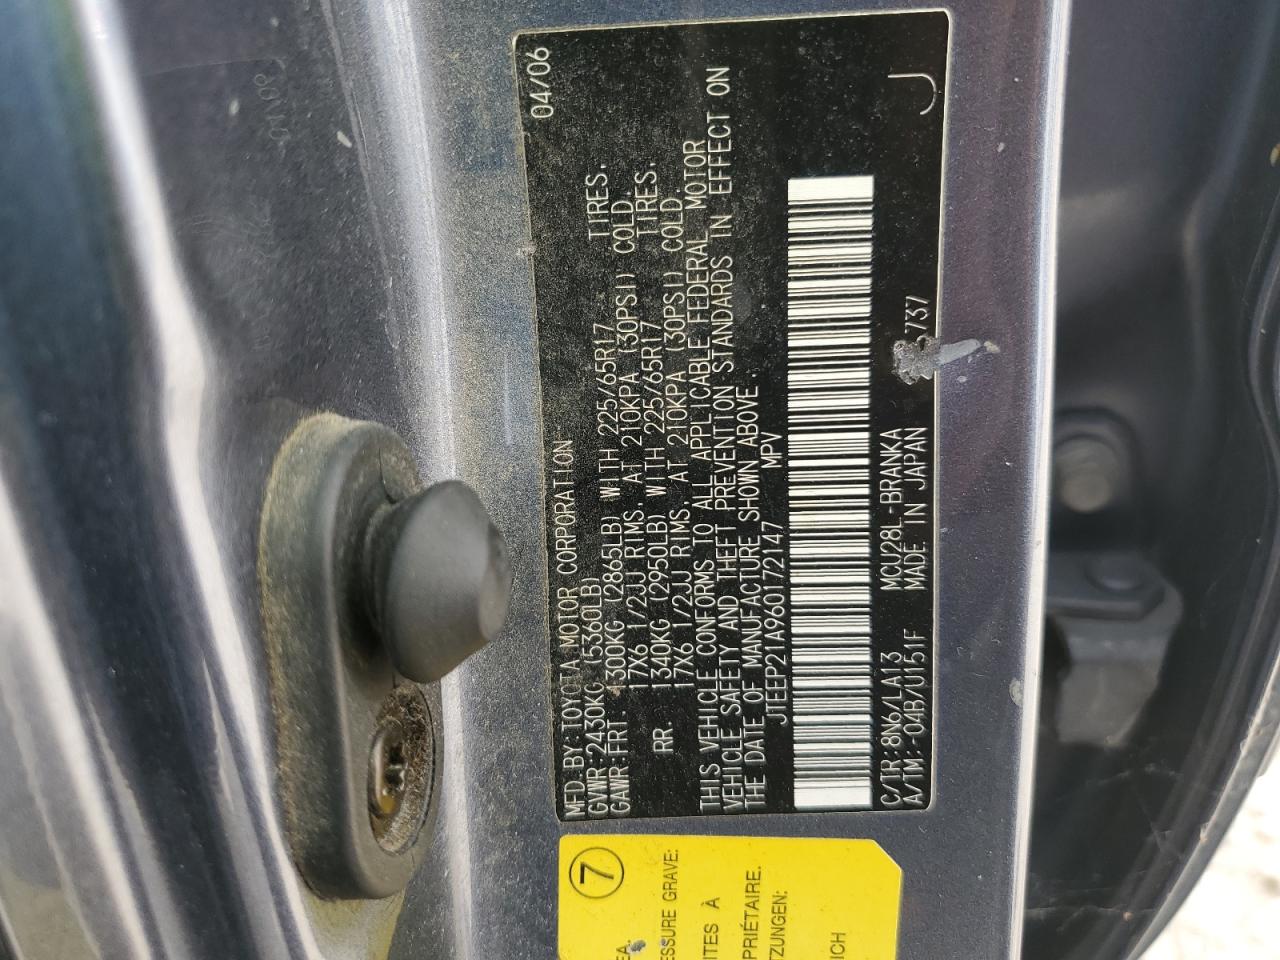 04/06
MFD.BY:TOYOTA MOTOR CORPORATION
GVWR:2430KG (5360LB)
GAWR:FRT 1300KG (2865LB) WITH 225/65R17 TIRES.
17X6 1/2JJ RIMS. AT 210KPA (30PSI) COLD.
RR. 1340KG (2950LB) WITH 225/65R17 TIRES.
17X6 1/2JJ RIMS. AT 210KPA (30PSI) COLD.
THIS VEHICLE CONFORMS TO ALL APPLICABLE FEDERAL MOTOR
VEHICLE SAFETY AND THEFT PREVENTION STANDARDS IN EFFECT ON
THE DATE OF MANUFACTURE SHOWN ABOVE.
JTEEP21A960172147 MPV
C/TR:8N6/LA13 MCU28L-BRANKA 737
A/TM:-04B/U151F MADE IN JAPAN J
7
GRAVE:
ITES À